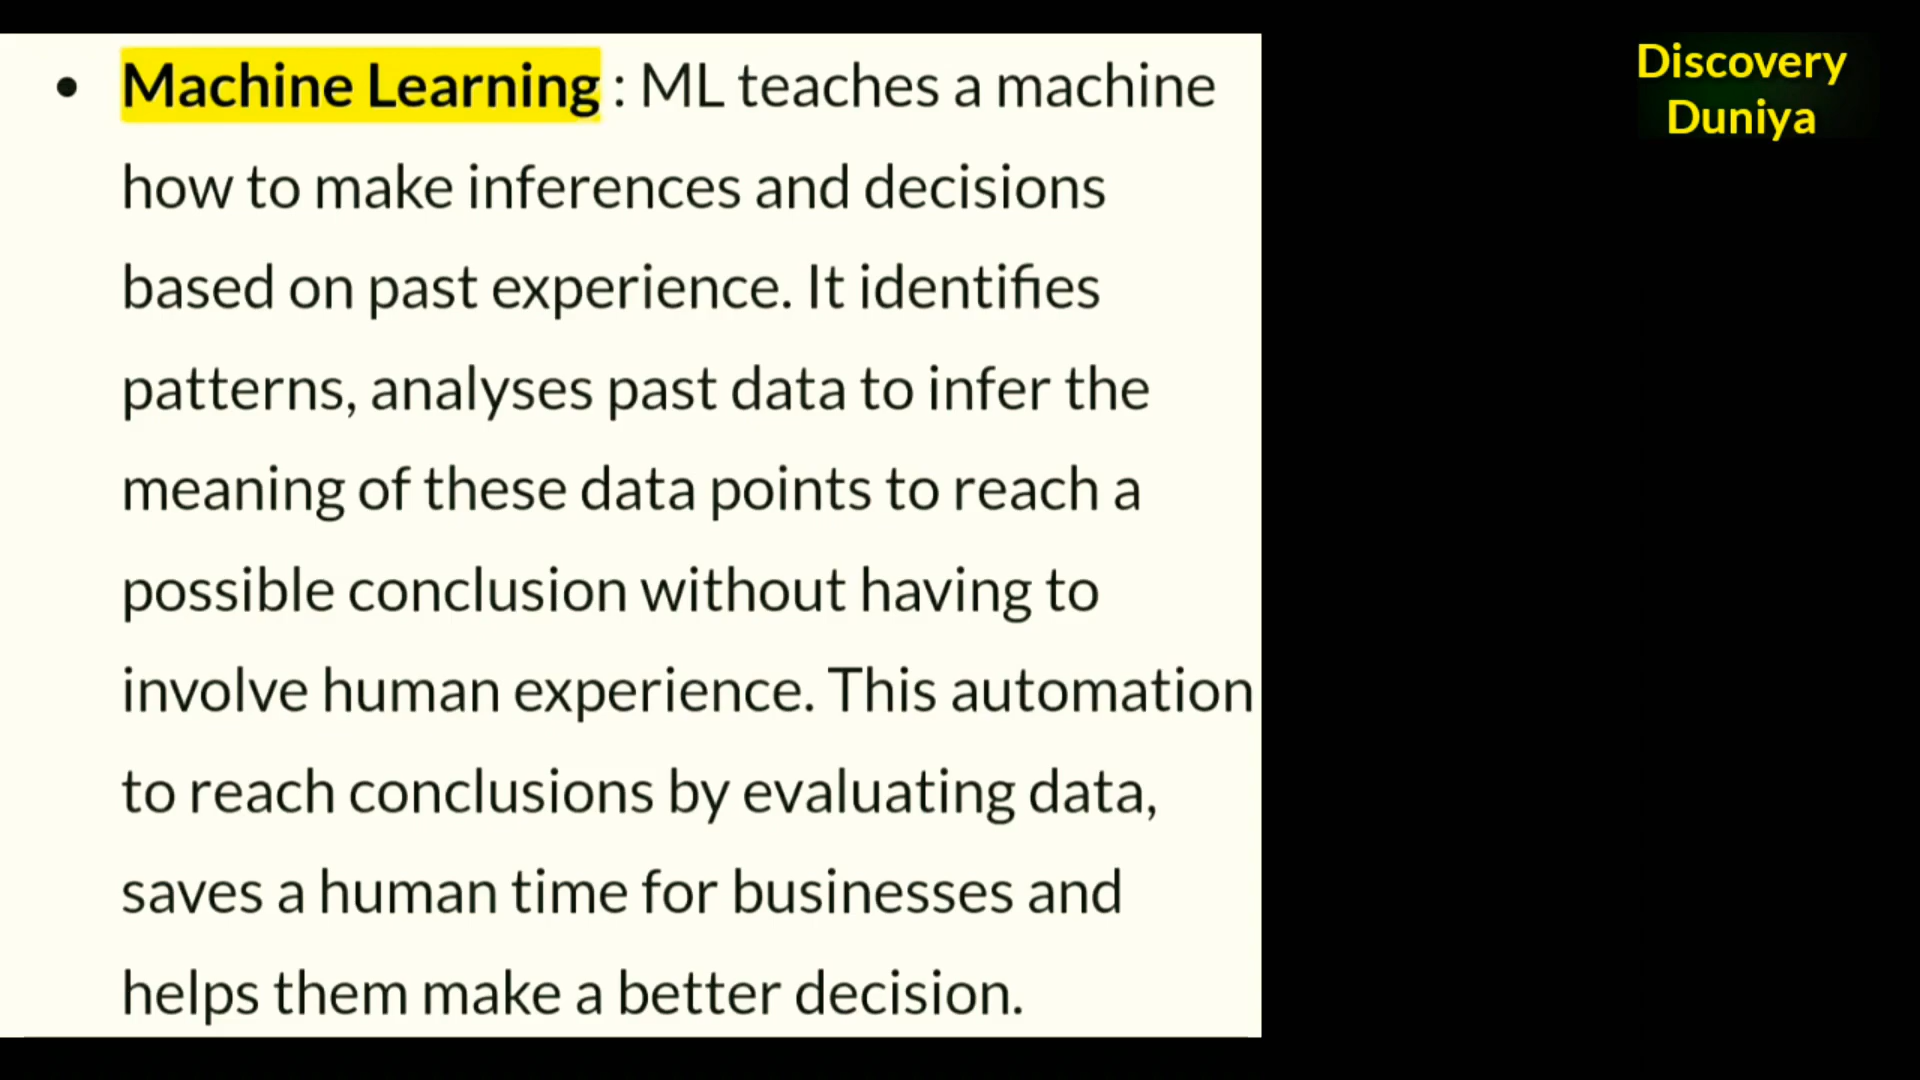 • Machine Learning : ML teaches a machine
how to make inferences and decisions
based on past experience. It identifies
patterns, analyses past data to infer the
meaning of these data points to reach a
possible conclusion without having to
involve human experience. This automation
to reach conclusions by evaluating data,
saves a human time for businesses and
helps them make a better decision.
Discovery
Duniya